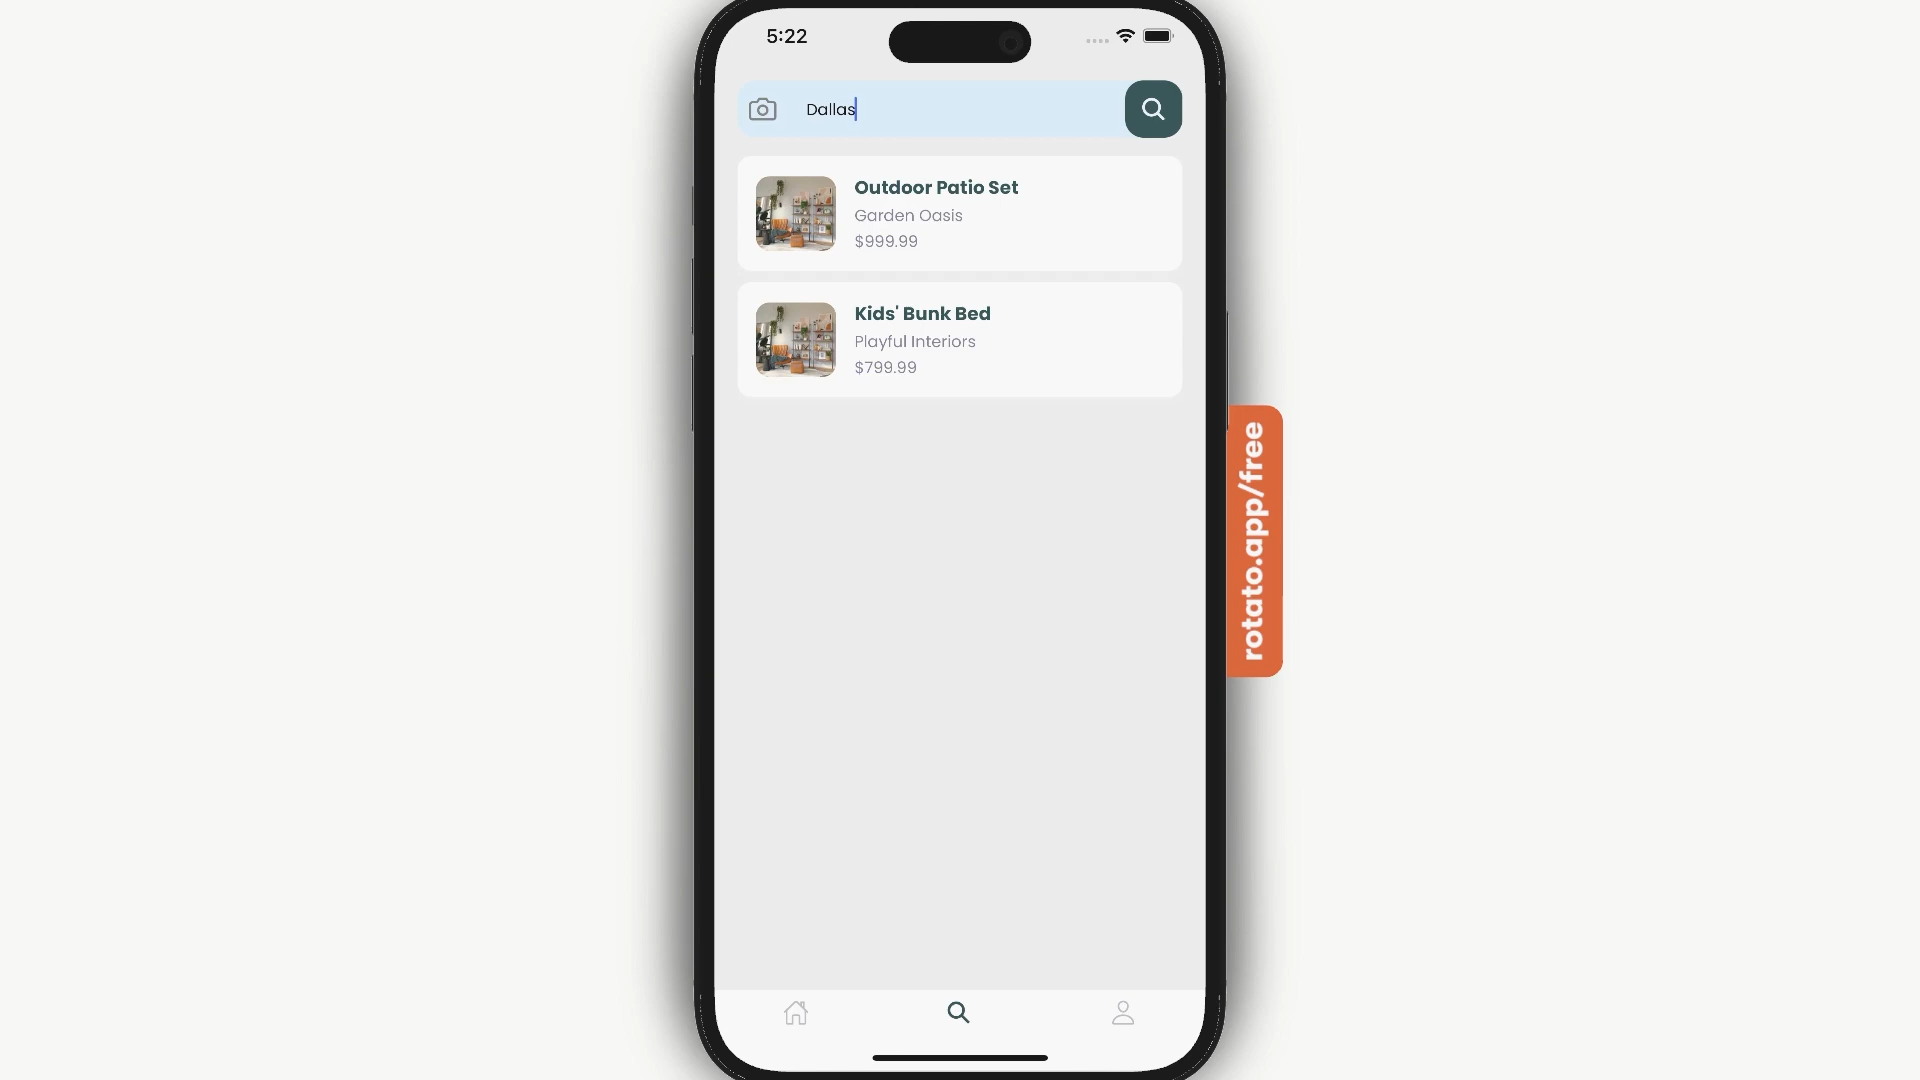 5:22
Dallas
Outdoor Patio Set
Garden Oasis
$999.99
Kids' Bunk Bed
Playful Interiors
$799.99
rotato.app/free